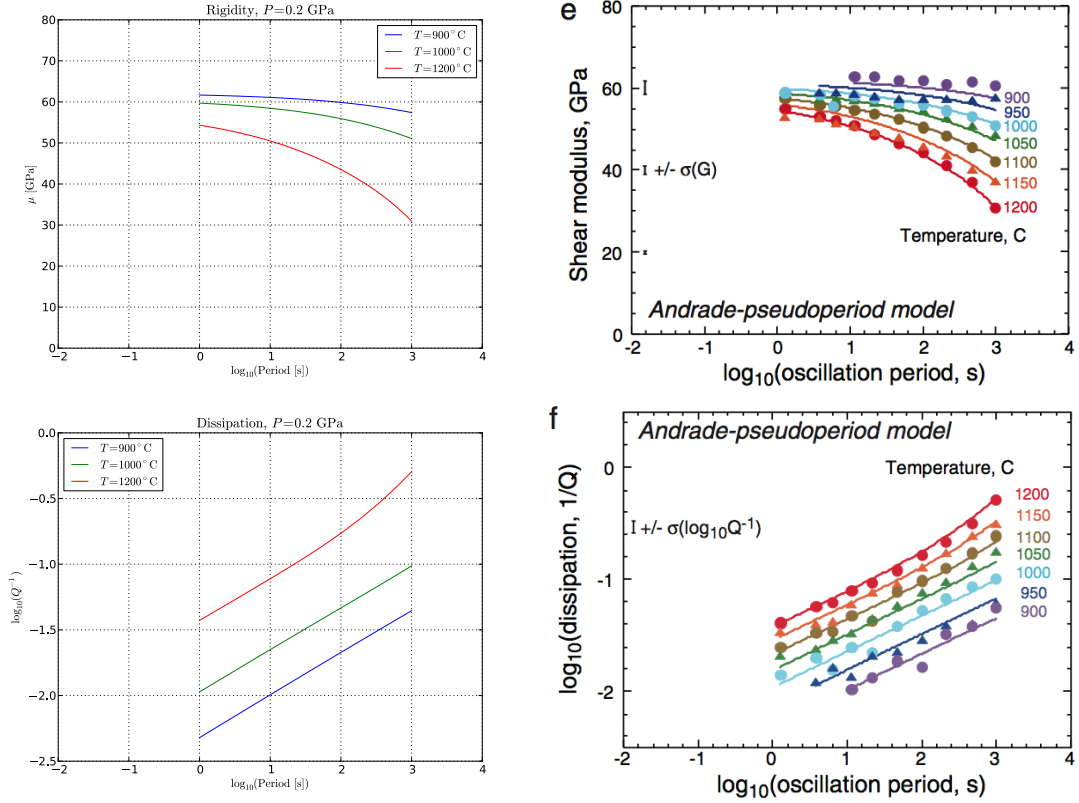 Rigidity, P=0.2 GPa
T=900°C
T=1000°C
T=1200°C
80
70
60
50
40
30
20
10
0
μ [GPa]
−2
−1
0
1
2
3
4
log10(Period [s])
e
80
60
40
20
0
Shear modulus, GPa
I +/- σ(G)
900
950
1000
1050
1100
1150
1200
Temperature, C
Andrade-pseudoperiod model
-2
-1
0
1
2
3
4
log10(oscillation period, s)
Dissipation, P=0.2 GPa
T=900°C
T=1000°C
T=1200°C
0.0
−0.5
−1.0
−1.5
−2.0
−2.5
log10(Q⁻¹)
−2
−1
0
1
2
3
4
log10(Period [s])
f
Andrade-pseudoperiod model
Temperature, C
0
-1
-2
log10(dissipation, 1/Q)
I +/- σ(log10Q-1)
1200
1150
1100
1050
1000
950
900
-2
-1
0
1
2
3
4
log10(oscillation period, s)